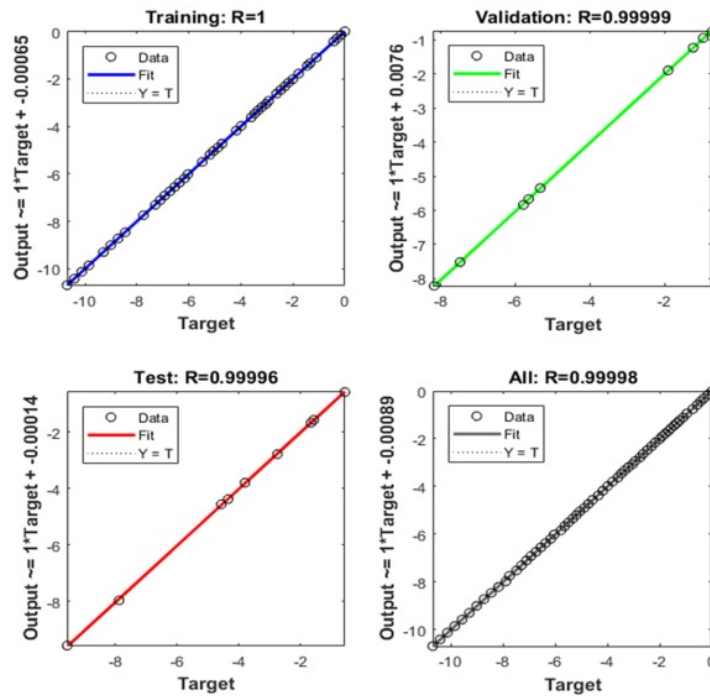 Training: R=1
Output ~= 1*Target + -0.00065
Data
Fit
Y = T
0
-2
-4
-6
-8
-10
-10
-8
-6
-4
-2
0
Target
Validation: R=0.99999
Output ~= 1*Target + 0.0076
Data
Fit
Y = T
-1
-2
-3
-4
-5
-6
-7
-8
-8
-6
-4
-2
Target
Test: R=0.99996
Output ~= 1*Target + -0.00014
Data
Fit
Y = T
-2
-4
-6
-8
-8
-6
-4
-2
Target
All: R=0.99998
Output ~= 1*Target + -0.00089
Data
Fit
Y = T
0
-2
-4
-6
-8
-10
-10
-8
-6
-4
-2
0
Target